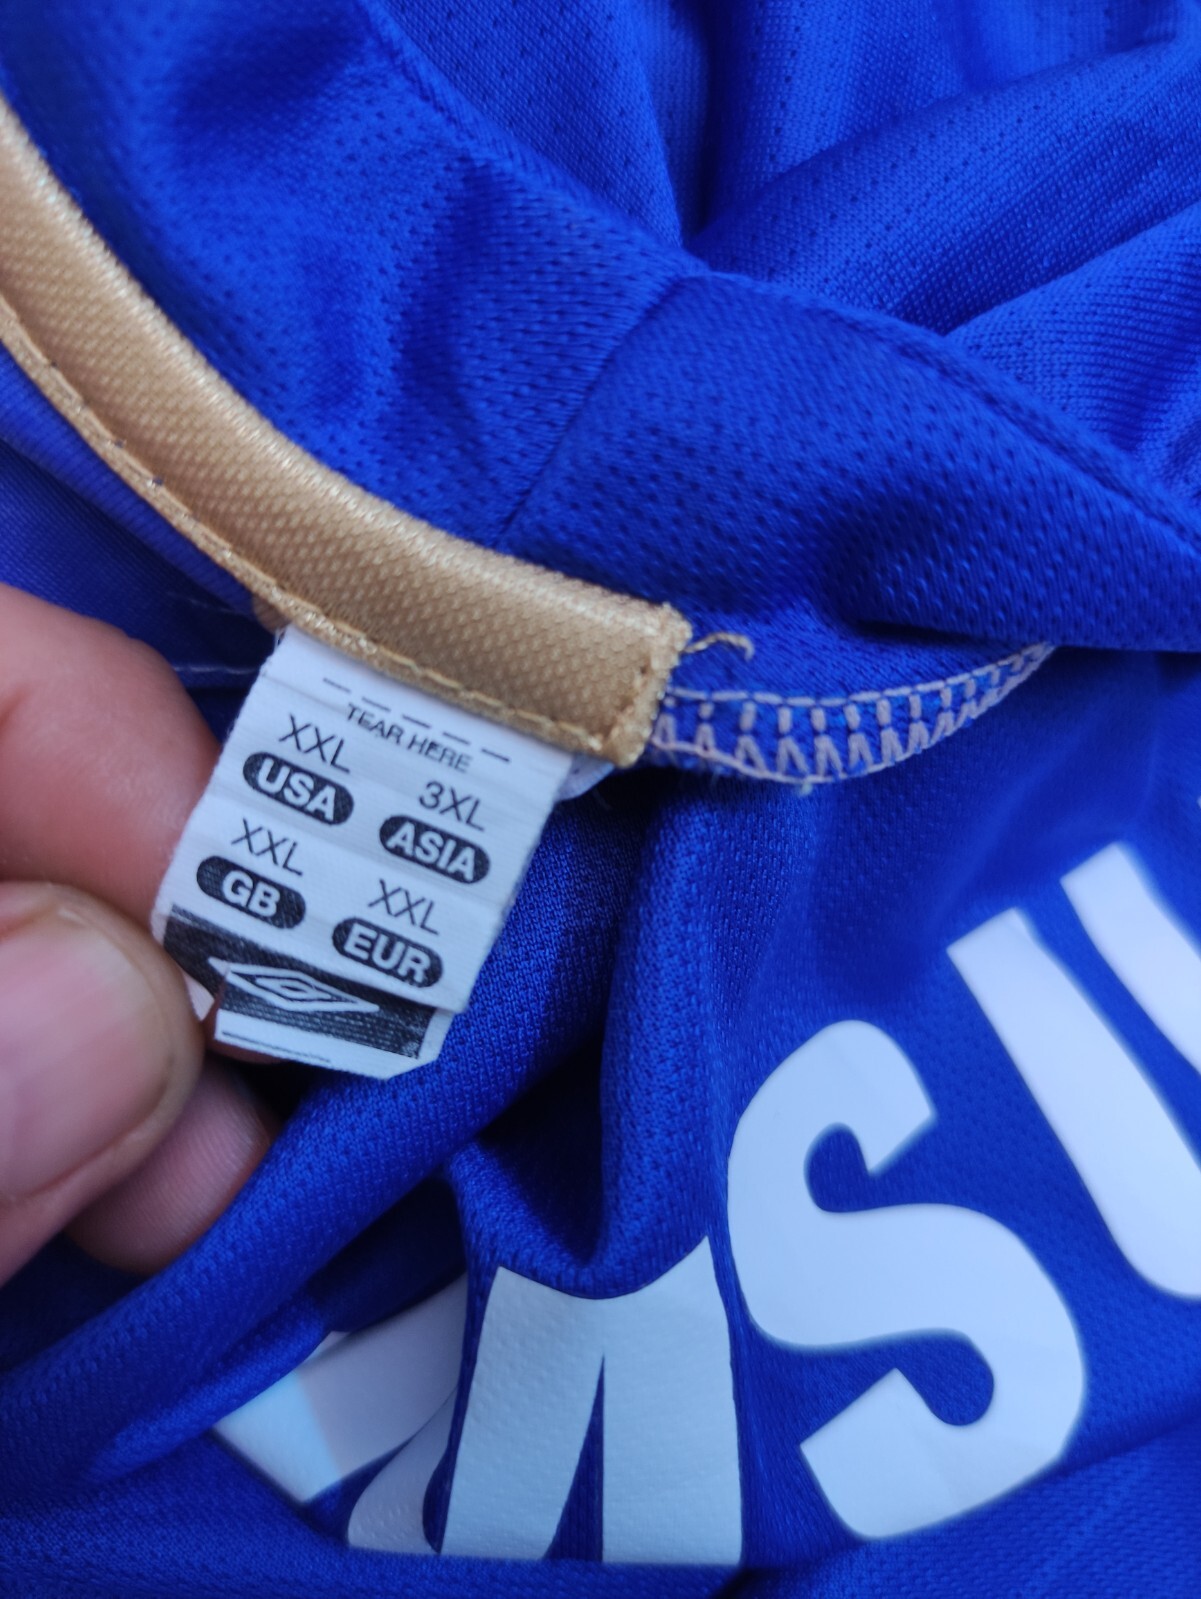 TEAR HERE
XXL
USA
3XL
ASIA
XXL
GB
XXL
EUR
MSU